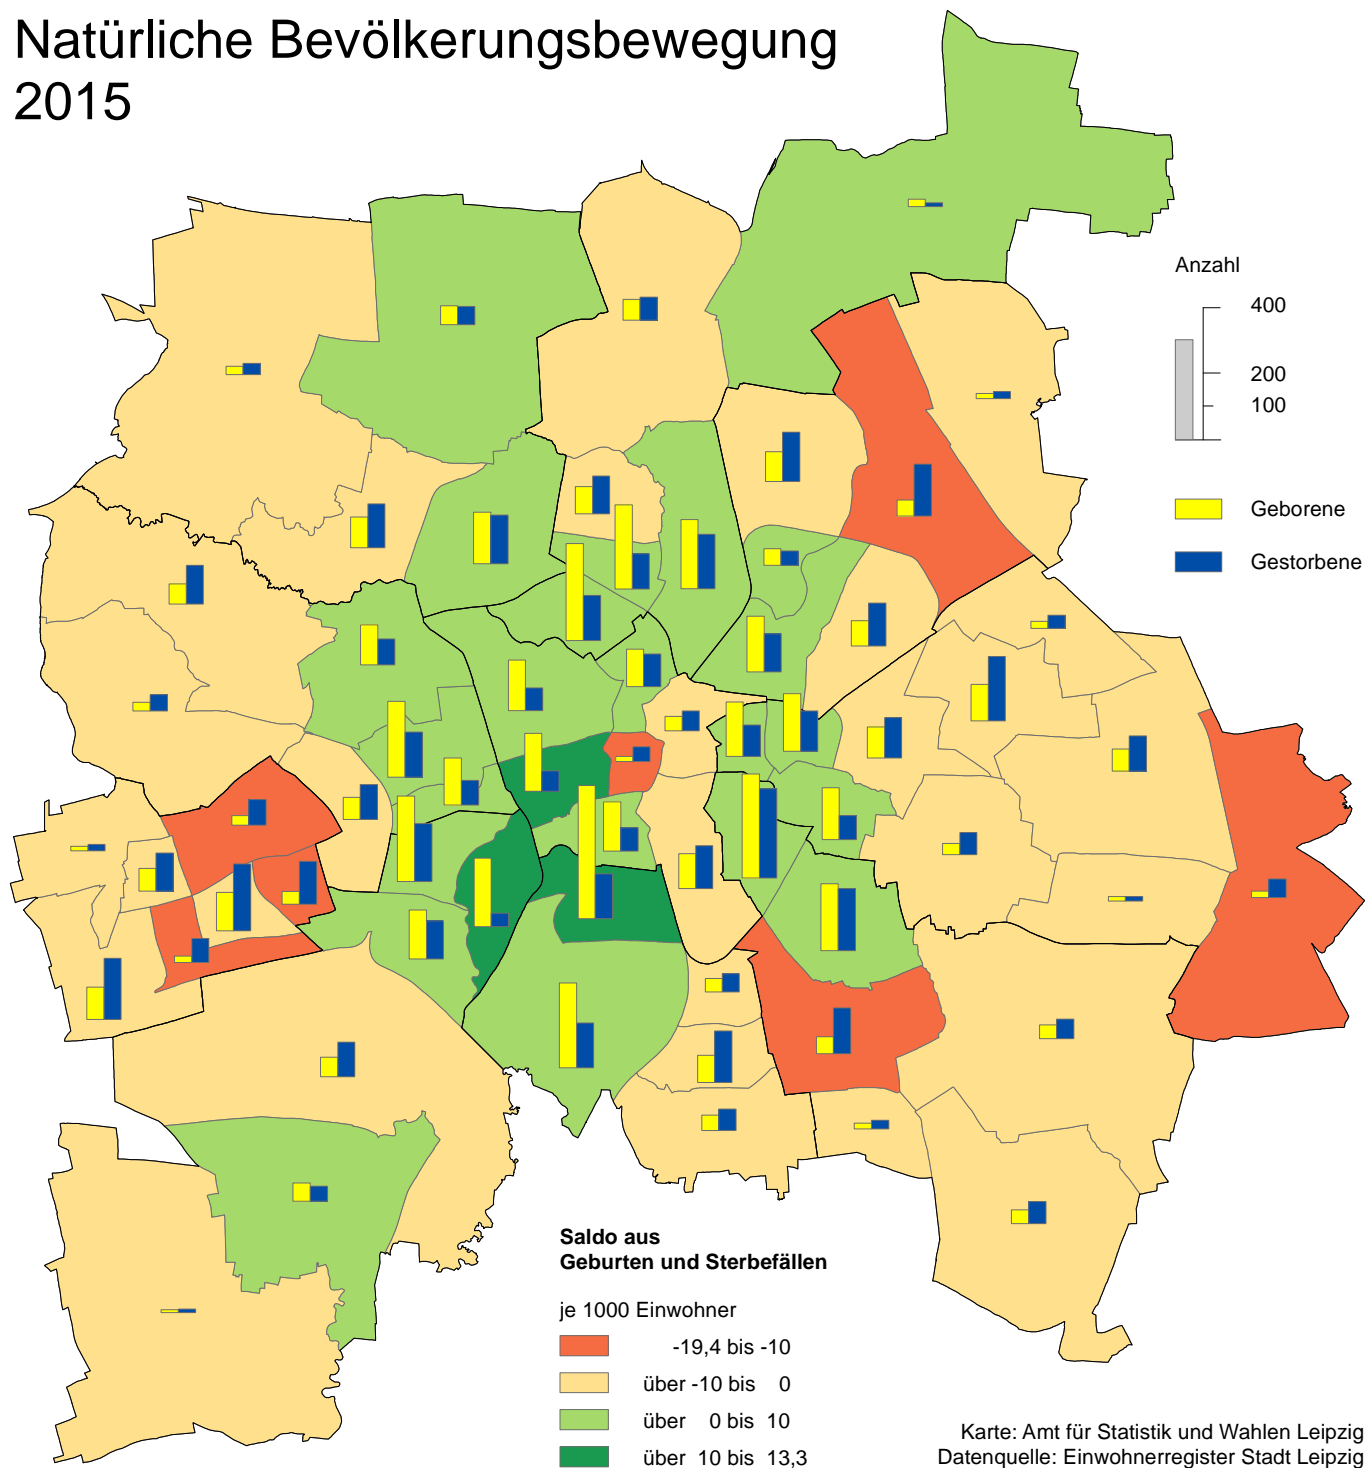 Natürliche Bevölkerungsbewegung
2015
Anzahl
400
200
100
Geborene
Gestorbene
Saldo aus
Geburten und Sterbefällen
je 1000 Einwohner
-19,4 bis -10
über -10 bis 0
über 0 bis 10
über 10 bis 13,3
Karte: Amt für Statistik und Wahlen Leipzig
Datenquelle: Einwohnerregister Stadt Leipzig